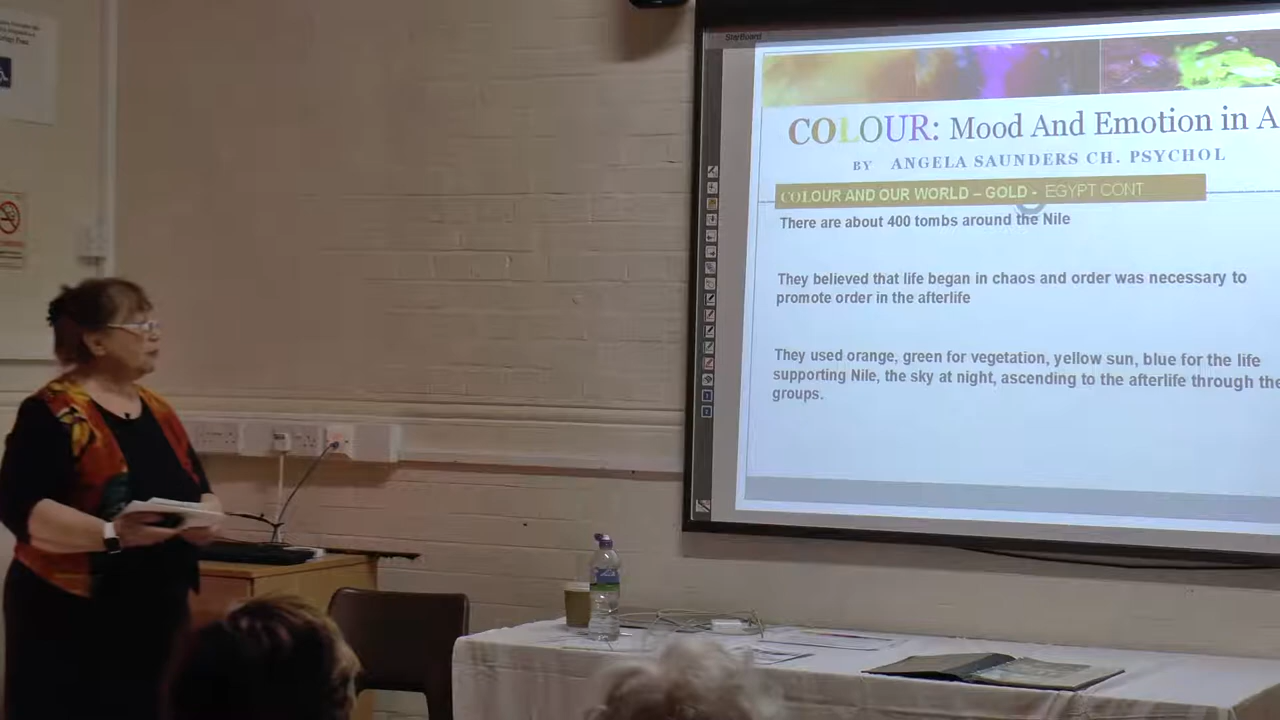 StayBoard
COLOUR: Mood And Emotion in A
BY ANGELA SAUNDERS CH. PSYCHOL
COLOUR AND OUR WORLD – GOLD - EGYPT CONT
There are about 400 tombs around the Nile
They believed that life began in chaos and order was necessary to
promote order in the afterlife
They used orange, green for vegetation, yellow sun, blue for the life
supporting Nile, the sky at night, ascending to the afterlife through the
groups.